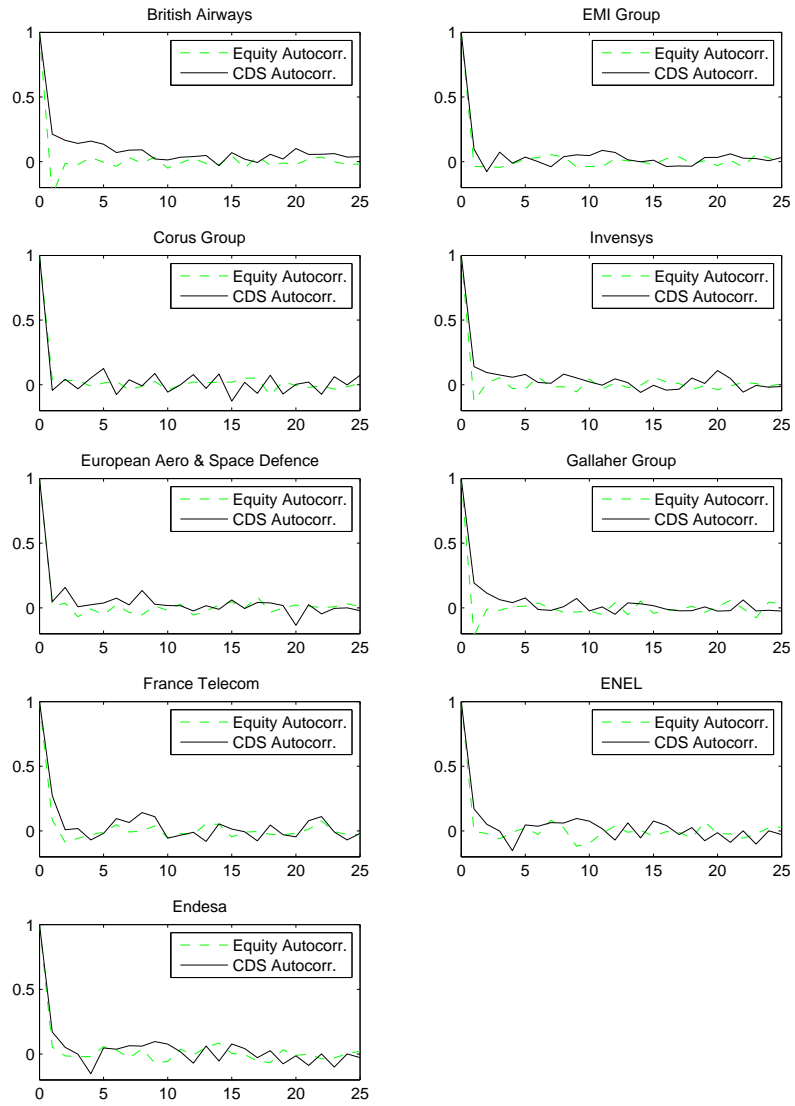 British Airways
1
0.5
0
Equity Autocorr.
CDS Autocorr.
0 5 10 15 20 25
EMI Group
1
0.5
0
Equity Autocorr.
CDS Autocorr.
0 5 10 15 20 25
Corus Group
1
0.5
0
Equity Autocorr.
CDS Autocorr.
0 5 10 15 20 25
Invensys
1
0.5
0
Equity Autocorr.
CDS Autocorr.
0 5 10 15 20 25
European Aero & Space Defence
1
0.5
0
Equity Autocorr.
CDS Autocorr.
0 5 10 15 20 25
Gallaher Group
1
0.5
0
Equity Autocorr.
CDS Autocorr.
0 5 10 15 20 25
France Telecom
1
0.5
0
Equity Autocorr.
CDS Autocorr.
0 5 10 15 20 25
ENEL
1
0.5
0
Equity Autocorr.
CDS Autocorr.
0 5 10 15 20 25
Endesa
1
0.5
0
Equity Autocorr.
CDS Autocorr.
0 5 10 15 20 25